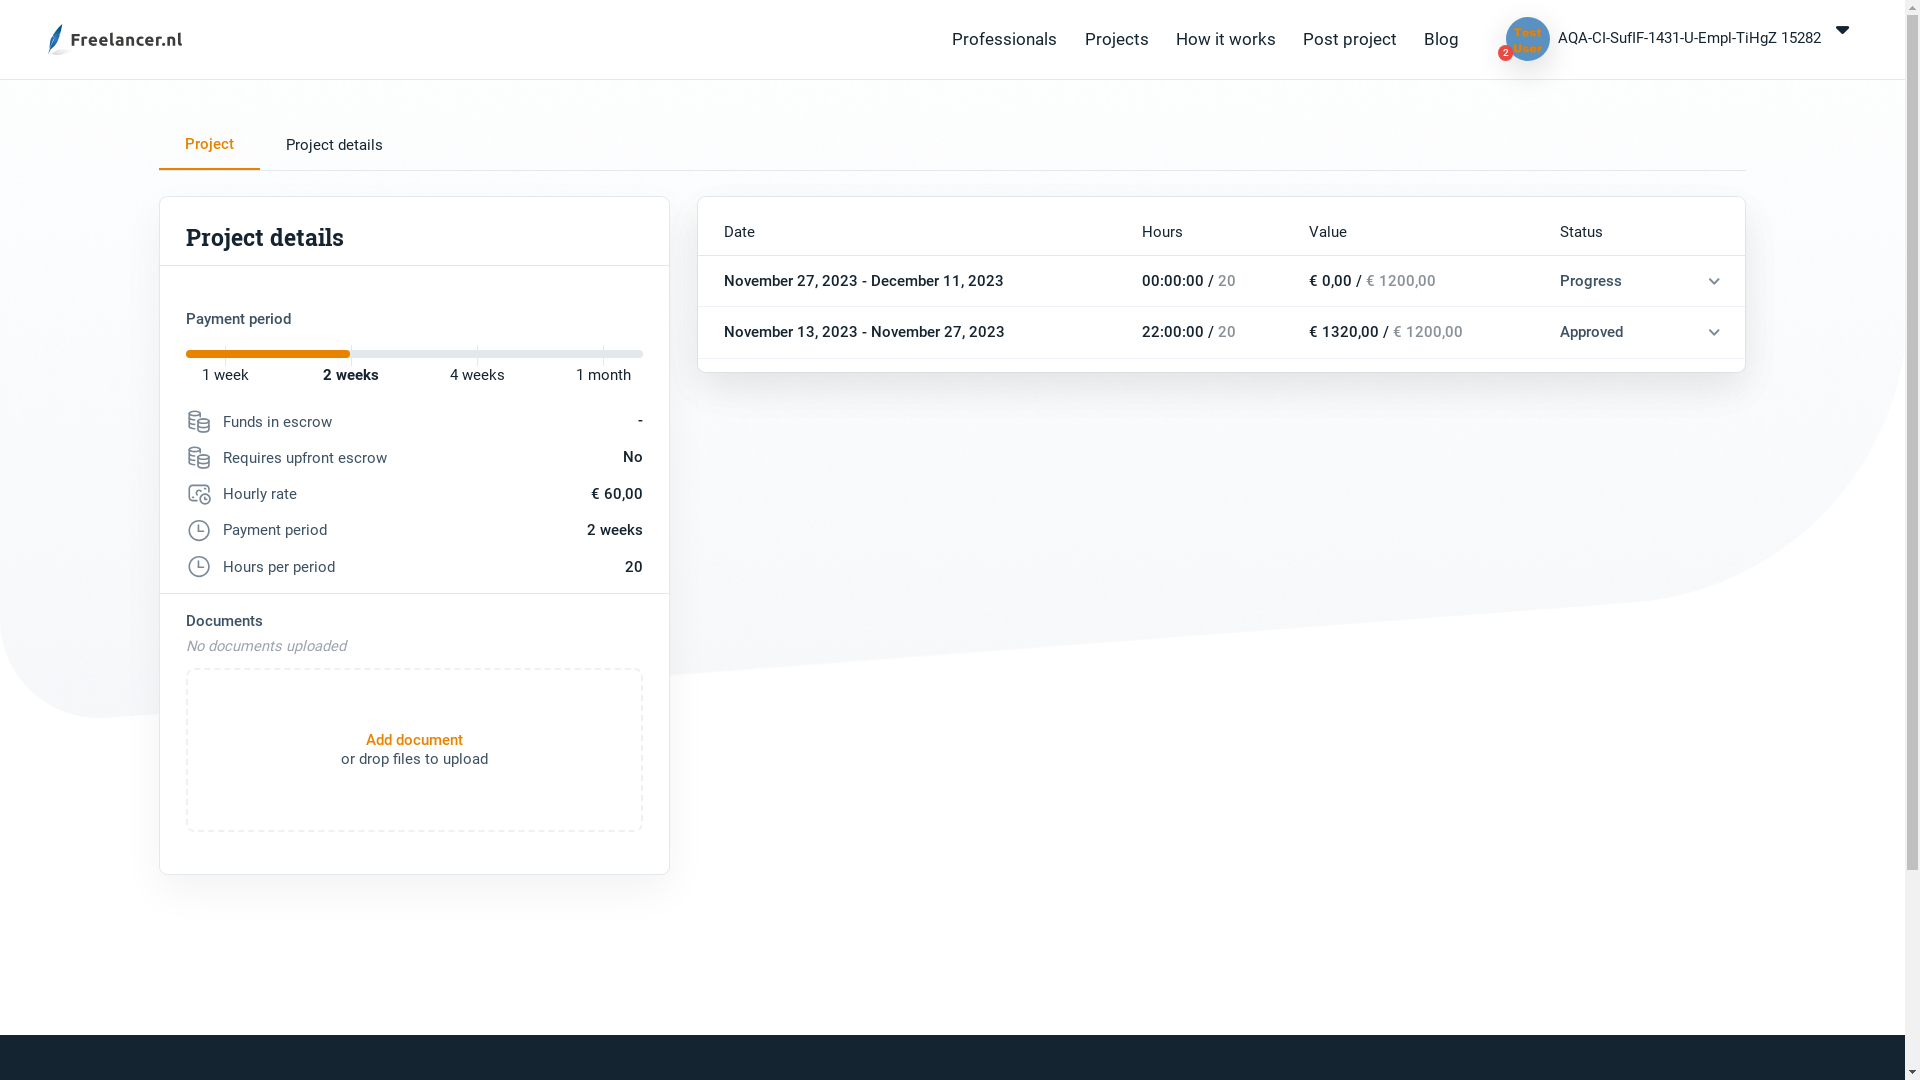 Freelancer.nl
Professionals
Projects
How it works
Post project
Blog
Test
User
2
AQA-CI-SufIF-1431-U-Empl-TiHgZ 15282
Project
Project details
Project details
Payment period
1 week
2 weeks
4 weeks
1 month
Funds in escrow
-
Requires upfront escrow
No
Hourly rate
€ 60,00
Payment period
2 weeks
Hours per period
20
Documents
No documents uploaded
Add document
or drop files to upload
Date Hours Value Status
November 27, 2023 - December 11, 2023 00:00:00 / 20 € 0,00 / € 1200,00 Progress
November 13, 2023 - November 27, 2023 22:00:00 / 20 € 1320,00 / € 1200,00 Approved